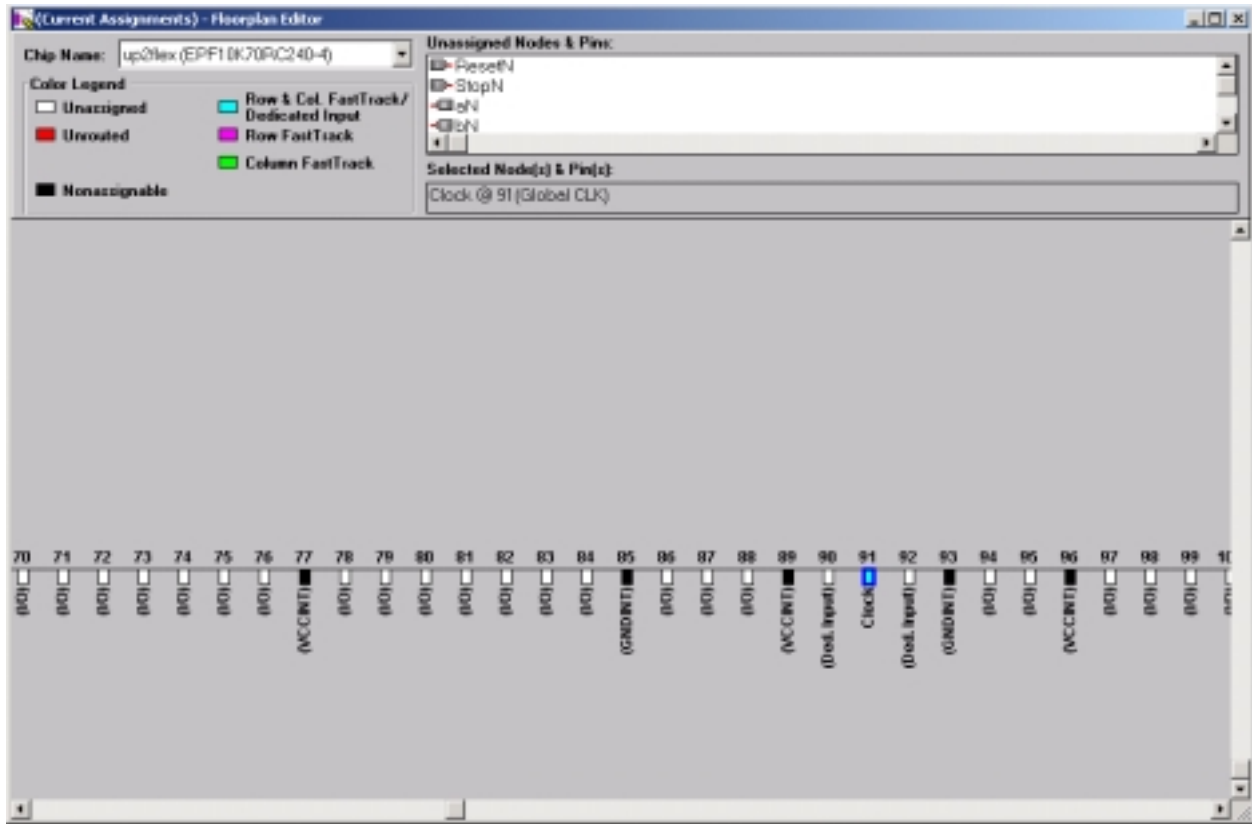 (Current Assignments) - Floorplan Editor
Chip Name: up2flex (EPF10K70RC240-4)
Color Legend
Unassigned
Row & Col. FastTrack/
Dedicated Input
Unrouted
Row FastTrack
Column FastTrack
Nonassignable
Unassigned Nodes & Pins:
ResetN
StopN
aN
bN
Selected Node(s) & Pin(s):
Clock @ 91 (Global CLK)
70 71 72 73 74 75 76 77 78 79 80 81 82 83 84 85 86 87 88 89 90 91 92 93 94 95 96 97 98 99 10
(I/O) (I/O) (I/O) (I/O) (I/O) (I/O) (I/O) (VCCINT) (I/O) (I/O) (I/O) (I/O) (I/O) (I/O) (I/O) (GNDINT) (I/O) (I/O) (I/O) (VCCINT) (Ded. Input) Clock (Ded. Input) (GNDINT) (I/O) (I/O) (VCCINT) (I/O) (I/O) (I/O) (I/O)